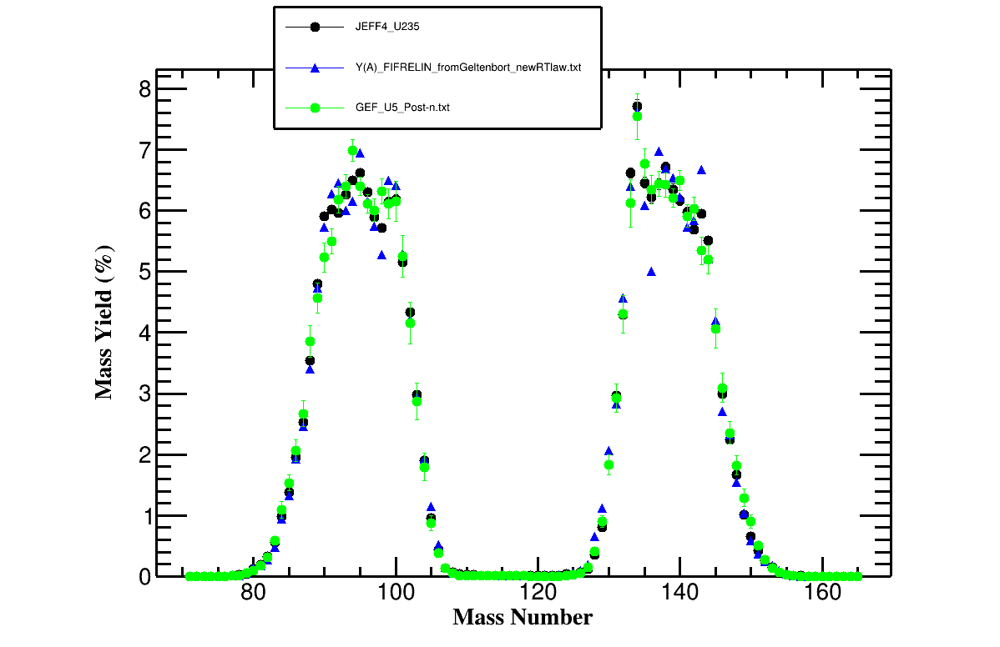 JEFF4_U235
Y(A)_FIFRELIN_fromGeltenbort_newRTlaw.txt
GEF_U5_Post-n.txt
8
7
6
5
4
3
2
1
0
Mass Yield (%)
80 100 120 140 160
Mass Number